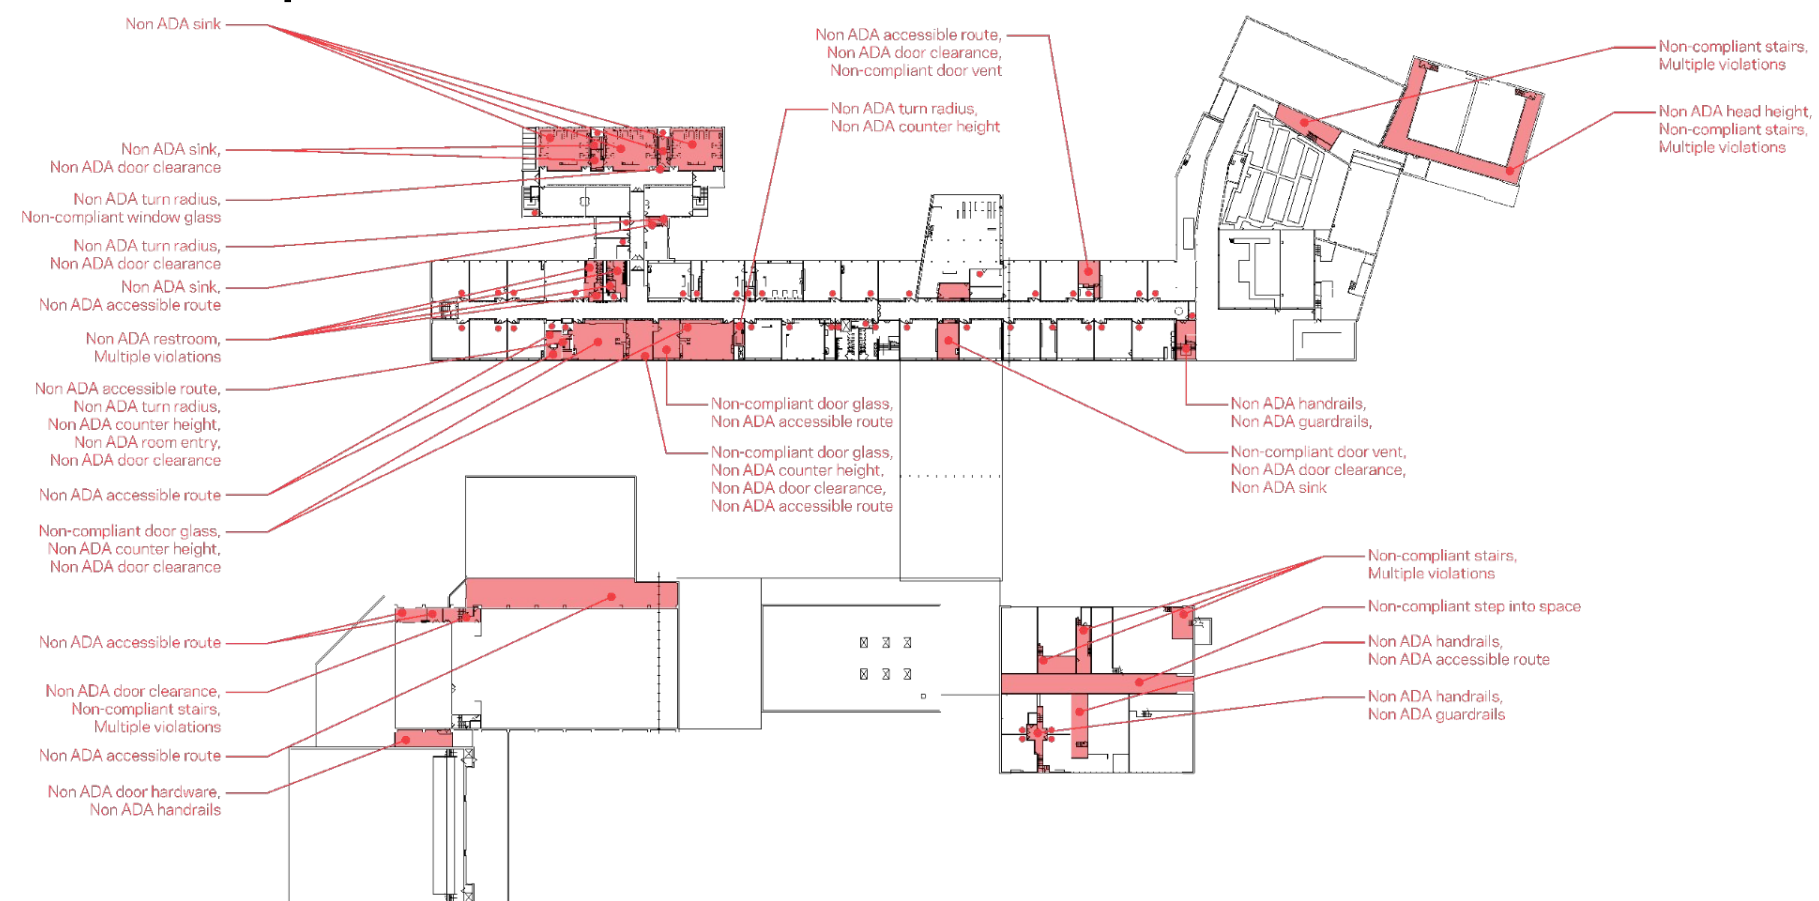 Non ADA sink
Non ADA sink,
Non ADA door clearance
Non ADA turn radius,
Non-compliant window glass
Non ADA turn radius,
Non ADA door clearance
Non ADA sink,
Non ADA accessible route
Non ADA restroom,
Multiple violations
Non ADA accessible route,
Non ADA turn radius,
Non ADA counter height,
Non ADA room entry,
Non ADA door clearance
Non ADA accessible route
Non-compliant door glass,
Non ADA counter height,
Non ADA door clearance
Non ADA accessible route
Non ADA door clearance,
Non-compliant stairs,
Multiple violations
Non ADA accessible route
Non ADA door hardware,
Non ADA handrails
Non ADA accessible route,
Non ADA door clearance,
Non-compliant door vent
Non ADA turn radius,
Non ADA counter height
Non-compliant door glass,
Non ADA accessible route
Non-compliant door glass,
Non ADA counter height,
Non ADA door clearance,
Non ADA accessible route
Non-compliant stairs,
Multiple violations
Non ADA head height,
Non-compliant stairs,
Multiple violations
Non ADA handrails,
Non ADA guardrails,
Non-compliant door vent,
Non ADA door clearance,
Non ADA sink
Non-compliant stairs,
Multiple violations
Non-compliant step into space
Non ADA handrails,
Non ADA accessible route
Non ADA handrails,
Non ADA guardrails